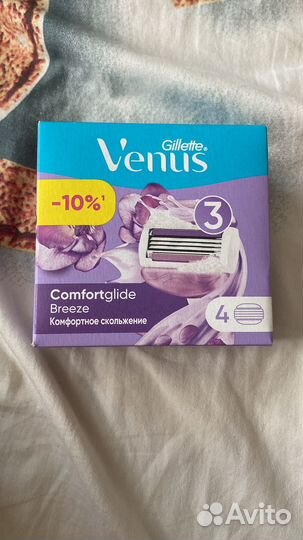 Gillette®
Venus
-10%¹
3
Comfortglide
Breeze
Комфортное скольжение
4
Avito